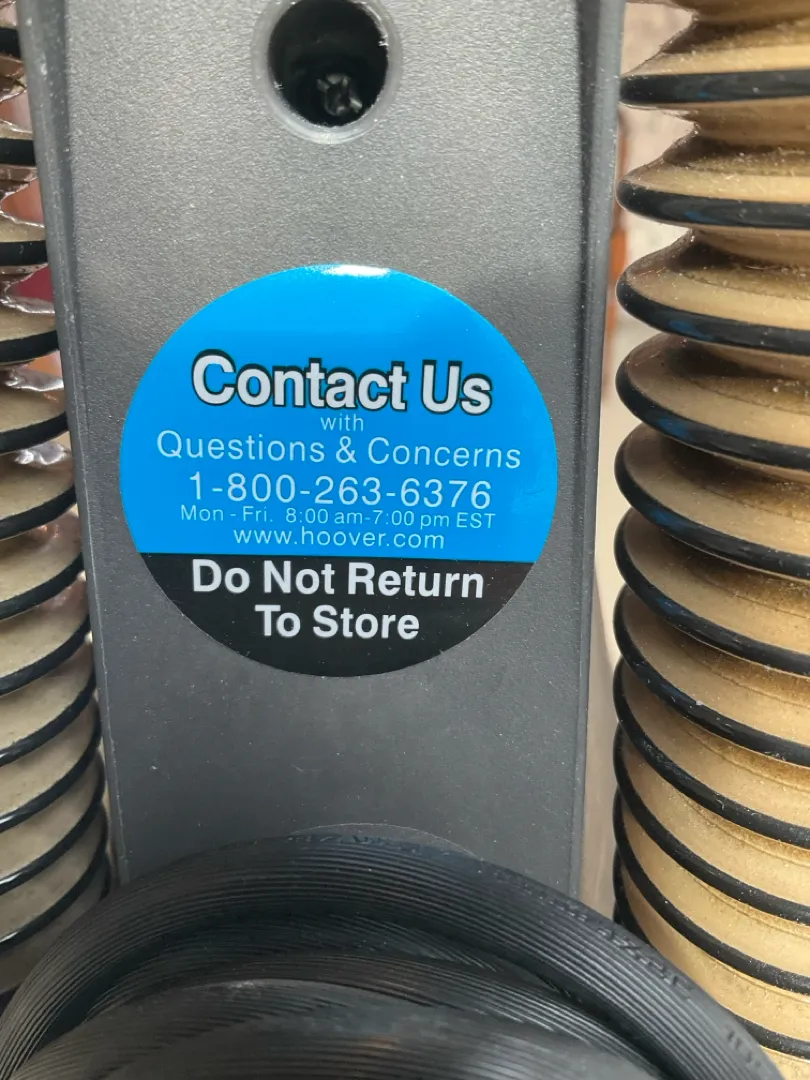 Contact Us
with
Questions & Concerns
1-800-263-6376
Mon - Fri. 8:00 am-7:00 pm EST
www.hoover.com
Do Not Return
To Store